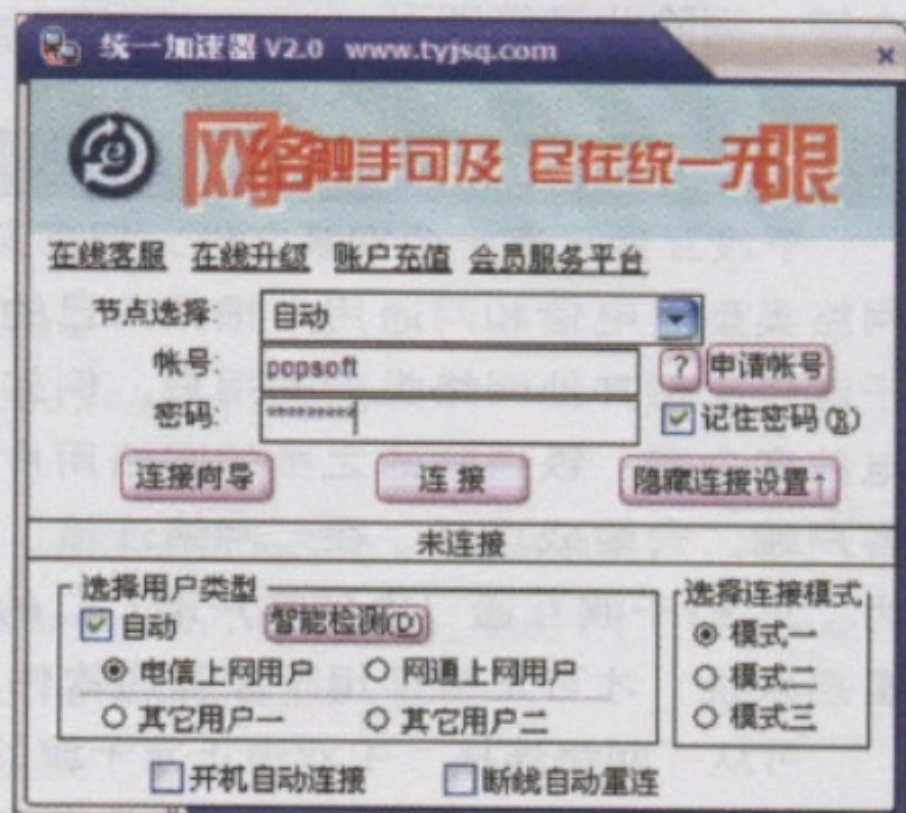 统一加速器 V2.0 www.tyjsq.com
网络触手可及 尽在统一天眼
在线客服 在线升级 账户充值 会员服务平台
节点选择 自动
帐号: popsoft ? 申请帐号
密码: ********* 记住密码(R)
连接向导 连接 隐藏连接设置↑
未连接
选择用户类型 选择连接模式
自动 智能检测(D) 模式一
电信上网用户 网通上网用户 模式二
其它用户一 其它用户二 模式三
开机自动连接 断线自动重连